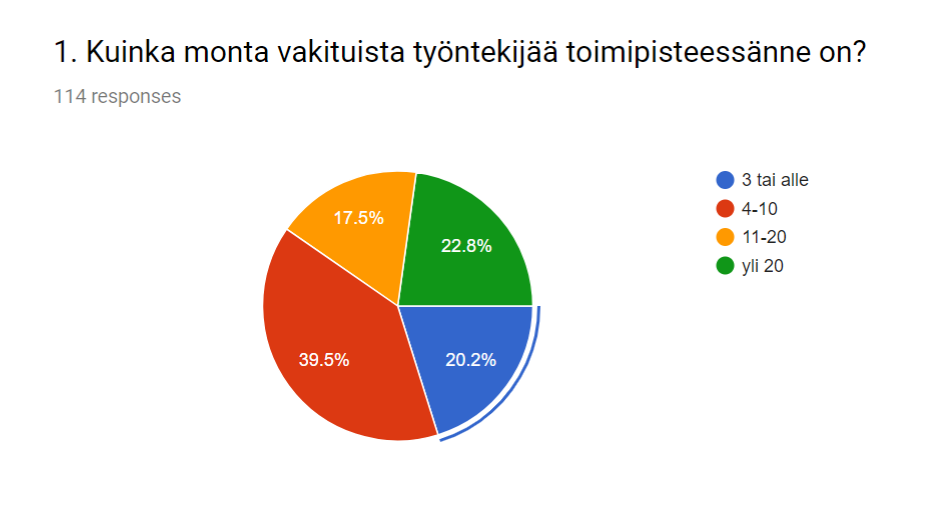 1. Kuinka monta vakituista työntekijää toimipisteessänne on?
114 responses
3 tai alle
4-10
11-20
yli 20
17.5%
22.8%
39.5%
20.2%